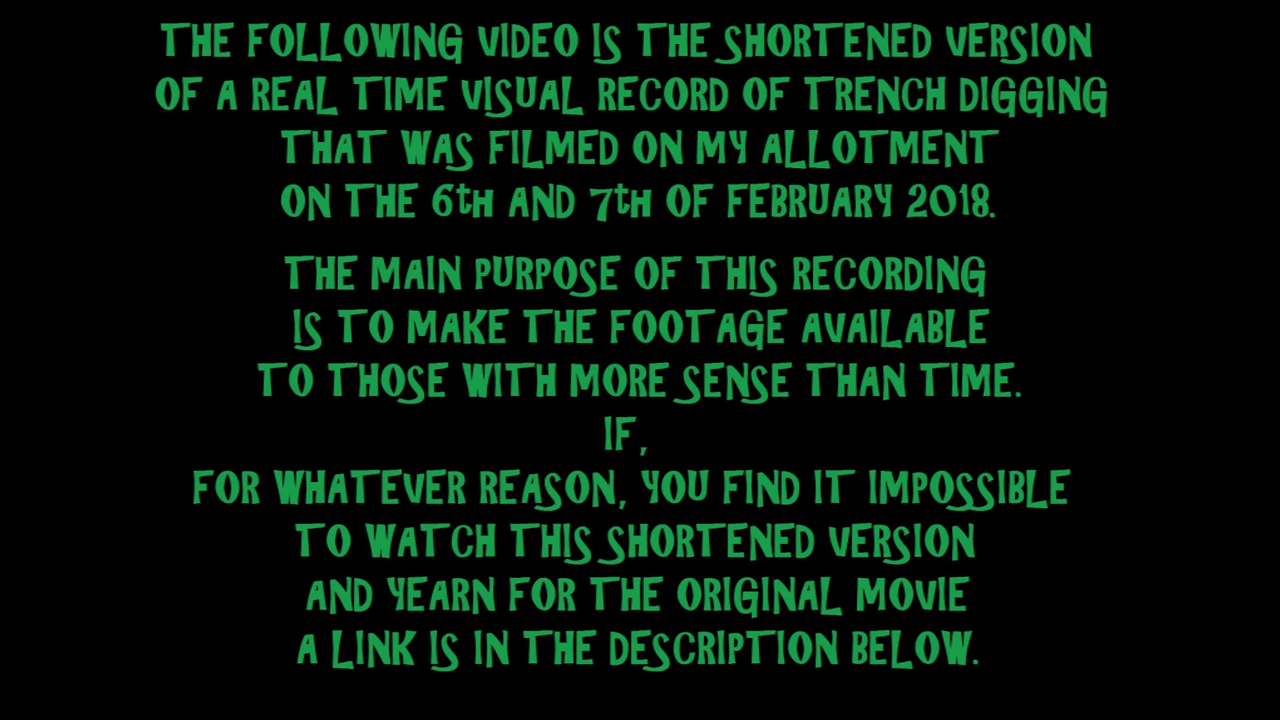 THE FOLLOWING VIDEO IS THE SHORTENED VERSION
OF A REAL TIME VISUAL RECORD OF TRENCH DIGGING
THAT WAS FILMED ON MY ALLOTMENT
ON THE 6th AND 7th OF FEBRUARY 2018.
THE MAIN PURPOSE OF THIS RECORDING
IS TO MAKE THE FOOTAGE AVAILABLE
TO THOSE WITH MORE SENSE THAN TIME.
IF,
FOR WHATEVER REASON, YOU FIND IT IMPOSSIBLE
TO WATCH THIS SHORTENED VERSION
AND YEARN FOR THE ORIGINAL MOVIE
A LINK IS IN THE DESCRIPTION BELOW.